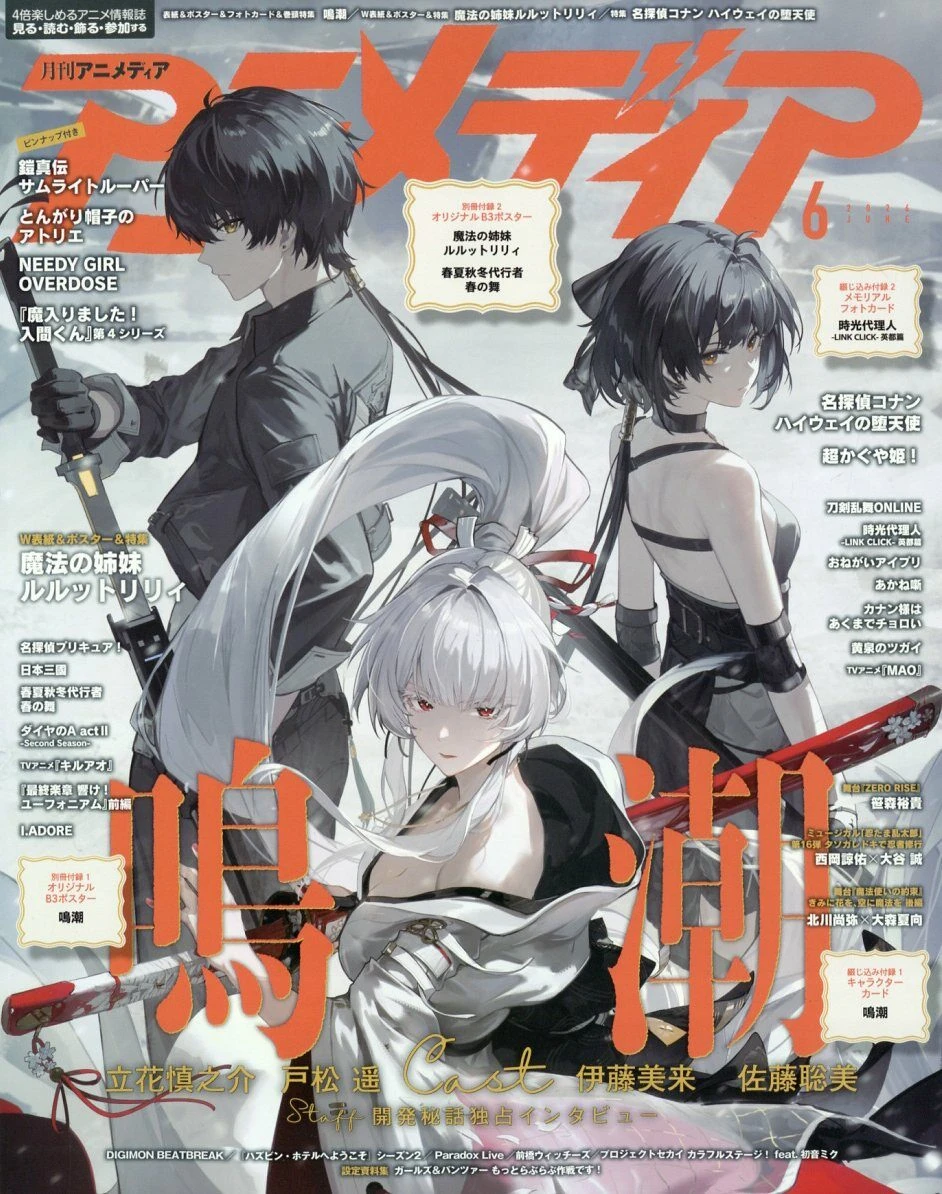 4倍楽しめるアニメ情報誌
見る・読む・飾る・参加する
表紙&ポスター&フォトカード&巻頭特集 鳴潮/W表紙&ポスター&特集 魔法の姉妹ルルットリリィ/特集 名探偵コナン ハイウェイの堕天使
月刊アニメディア
アニメディア
6
2026
JUNE
ピンナップ付き
鎧真伝
サムライトルーパー
とんがり帽子の
アトリエ
NEEDY GIRL
OVERDOSE
『魔入りました!
入間くん』第4シリーズ
別冊付録2
オリジナルB3ポスター
魔法の姉妹
ルルットリリィ
春夏秋冬代行者
春の舞
綴じ込み付録2
メモリアル
フォトカード
時光代理人
-LINK CLICK- 英都篇
名探偵コナン
ハイウェイの堕天使
超かぐや姫!
刀剣乱舞ONLINE
時光代理人
-LINK CLICK- 英都篇
おねがいアイプリ
あかね噺
カナン様は
あくまでチョロい
黄泉のツガイ
TVアニメ『MAO』
W表紙&ポスター&特集
魔法の姉妹
ルルットリリィ
名探偵プリキュア!
日本三國
春夏秋冬代行者
春の舞
ダイヤのA actⅡ
-Second Season-
TVアニメ『キルアオ』
『最終楽章 響け!
ユーフォニアム』前編
I.ADORE
舞台『ZERO RISE』
笹森裕貴
ミュージカル『忍たま乱太郎』
第16弾 タソガレドキで忍者修行
西岡諄佑×大谷 誠
舞台『魔法使いの約束』
きみに花を、空に魔法を 後編
北川尚弥×大森夏向
別冊付録1
オリジナル
B3ポスター
鳴潮
鳴潮
綴じ込み付録1
キャラクター
カード
鳴潮
立花慎之介 戸松 遥 Cast 伊藤美来 佐藤聡美
Staff 開発秘話独占インタビュー
DIGIMON BEATBREAK/『ハズビン・ホテルへようこそ』シーズン2/Paradox Live/前橋ウィッチーズ/プロジェクトセカイ カラフルステージ! feat. 初音ミク
設定資料集 ガールズ&パンツァー もっとらぶらぶ作戦です!